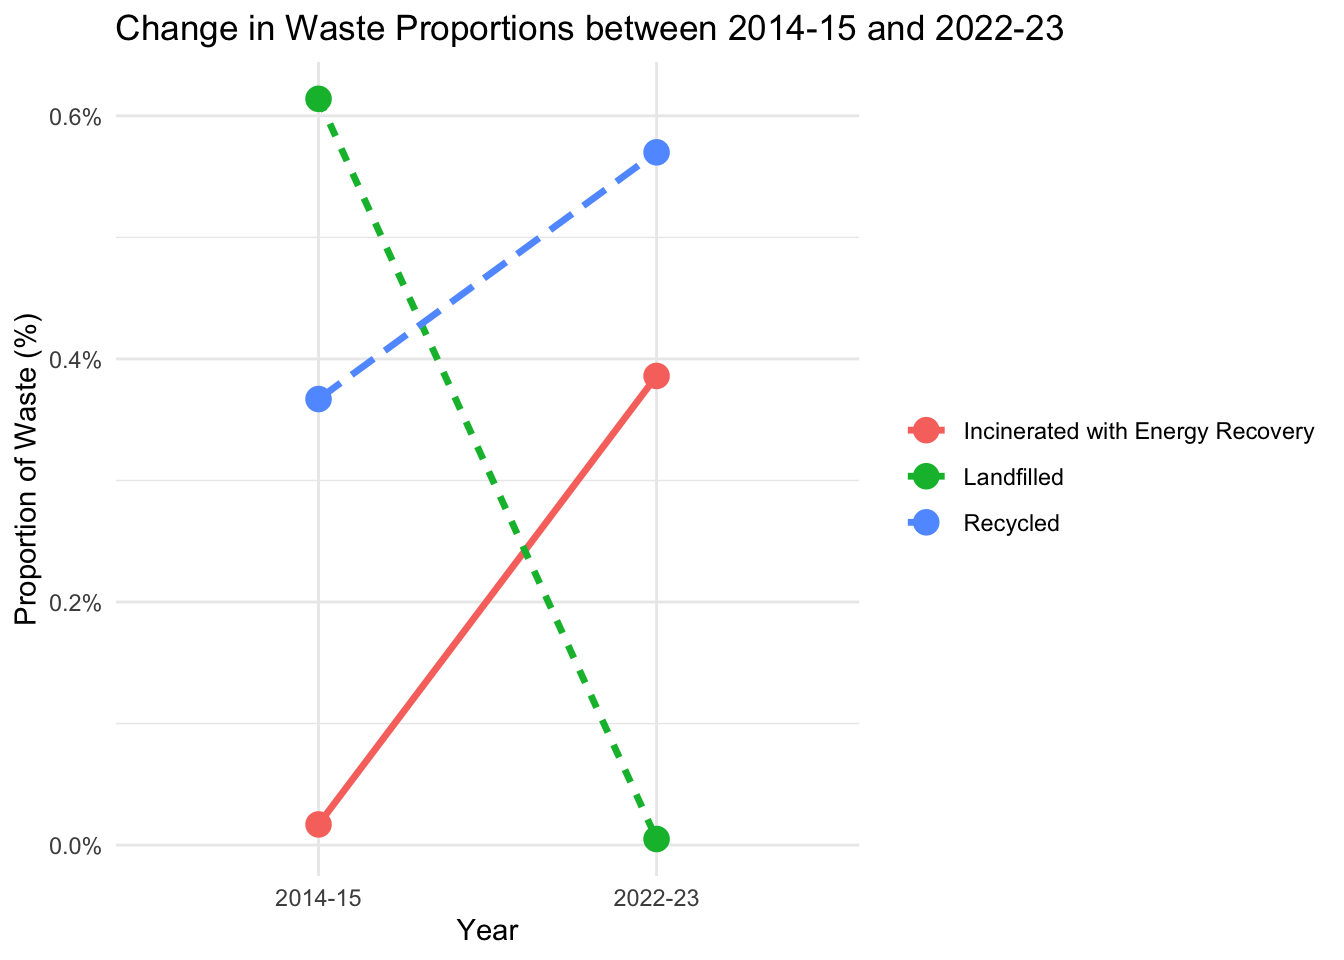 Change in Waste Proportions between 2014-15 and 2022-23
Proportion of Waste (%)
0.6%
0.4%
0.2%
0.0%
2014-15 2022-23
Year
Incinerated with Energy Recovery
Landfilled
Recycled